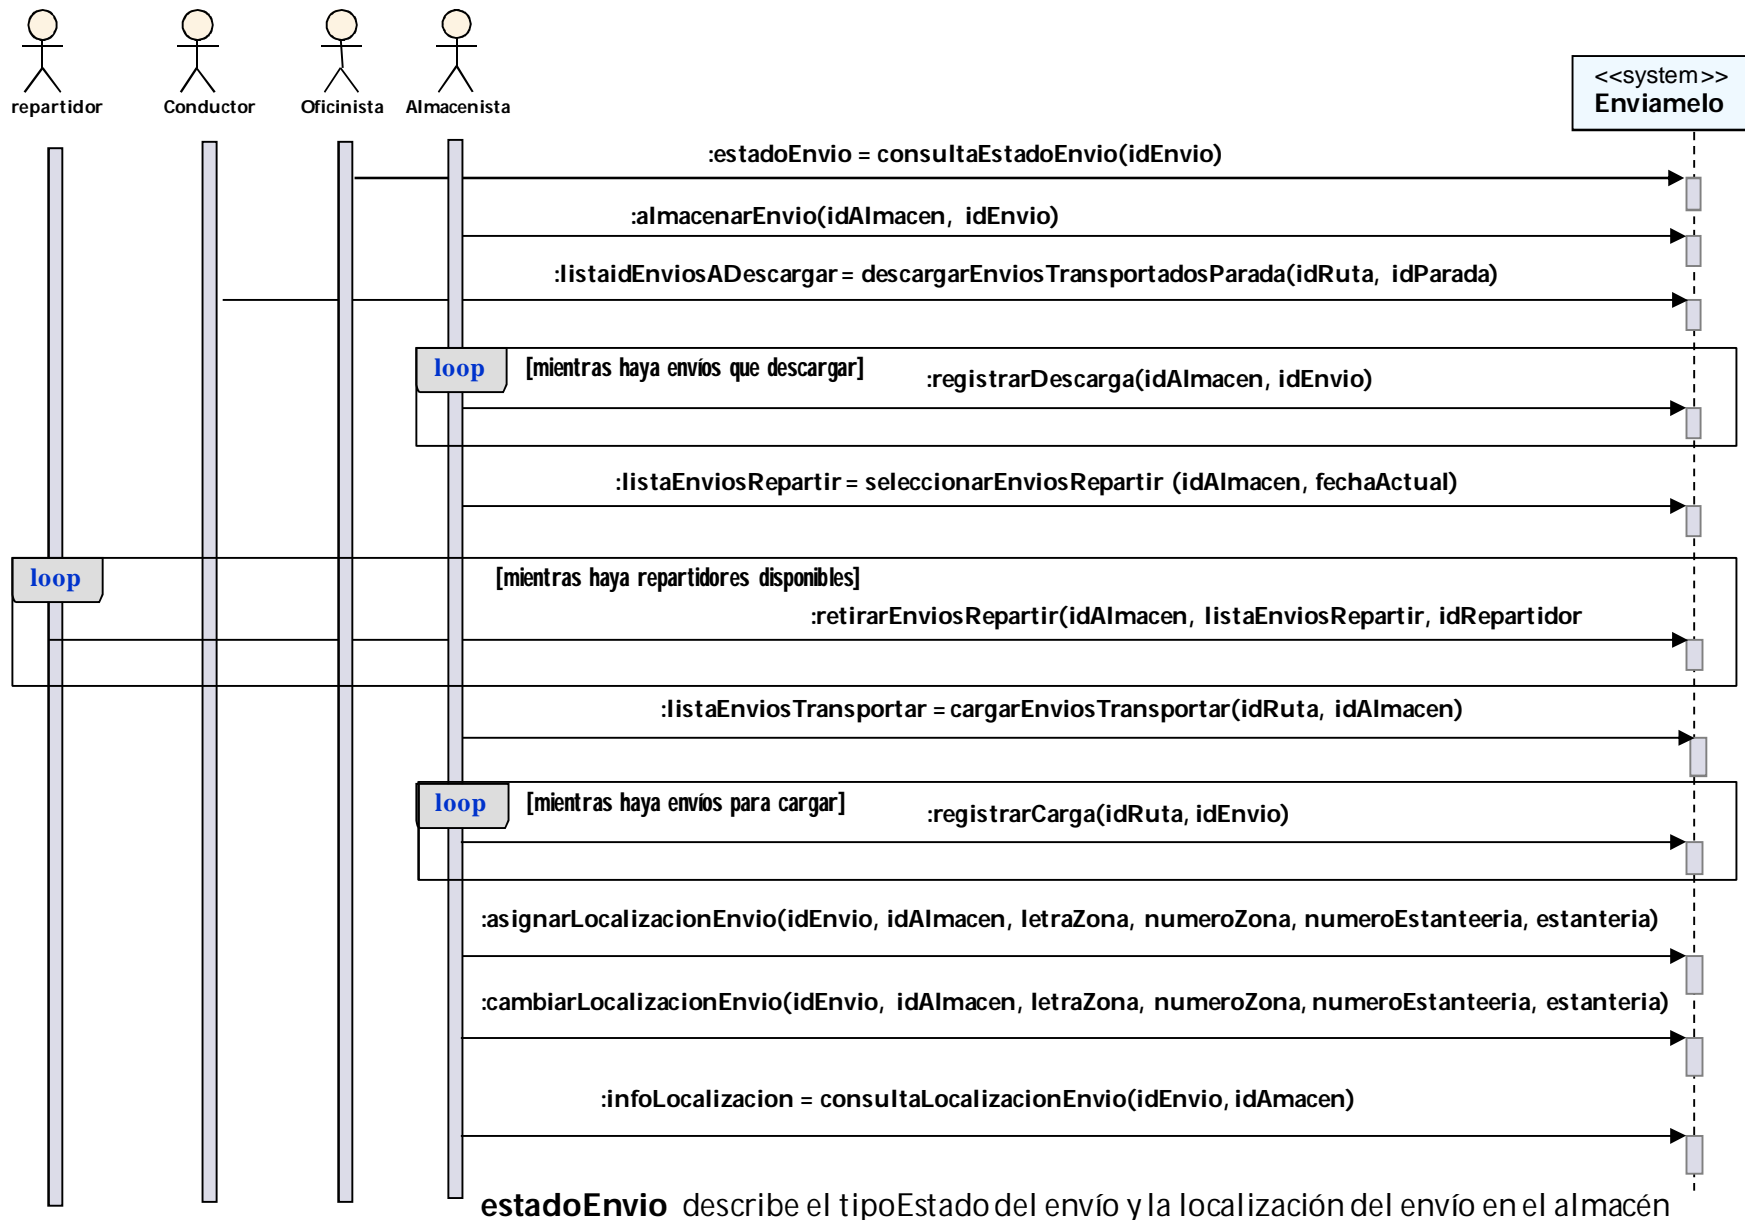 repartidor
Conductor
Oficinista
Almacenista
<<system>>
Enviamelo
:estadoEnvio = consultaEstadoEnvio(idEnvio)
:almacenarEnvio(idAlmacen, idEnvio)
:listaidEnviosADescargar = descargarEnviosTransportadosParada(idRuta, idParada)
loop
[mientras haya envíos que descargar]
:registrarDescarga(idAlmacen, idEnvio)
:listaEnviosRepartir = seleccionarEnviosRepartir (idAlmacen, fechaActual)
loop
[mientras haya repartidores disponibles]
:retirarEnviosRepartir(idAlmacen, listaEnviosRepartir, idRepartidor
:listaEnviosTransportar = cargarEnviosTransportar(idRuta, idAlmacen)
loop
[mientras haya envíos para cargar]
:registrarCarga(idRuta, idEnvio)
:asignarLocalizacionEnvio(idEnvio, idAlmacen, letraZona, numeroZona, numeroEstanteeria, estanteria)
:cambiarLocalizacionEnvio(idEnvio, idAlmacen, letraZona, numeroZona, numeroEstanteeria, estanteria)
:infoLocalizacion = consultaLocalizacionEnvio(idEnvio, idAmacen)
estadoEnvio describe el tipoEstado del envío y la localización del envío en el almacén